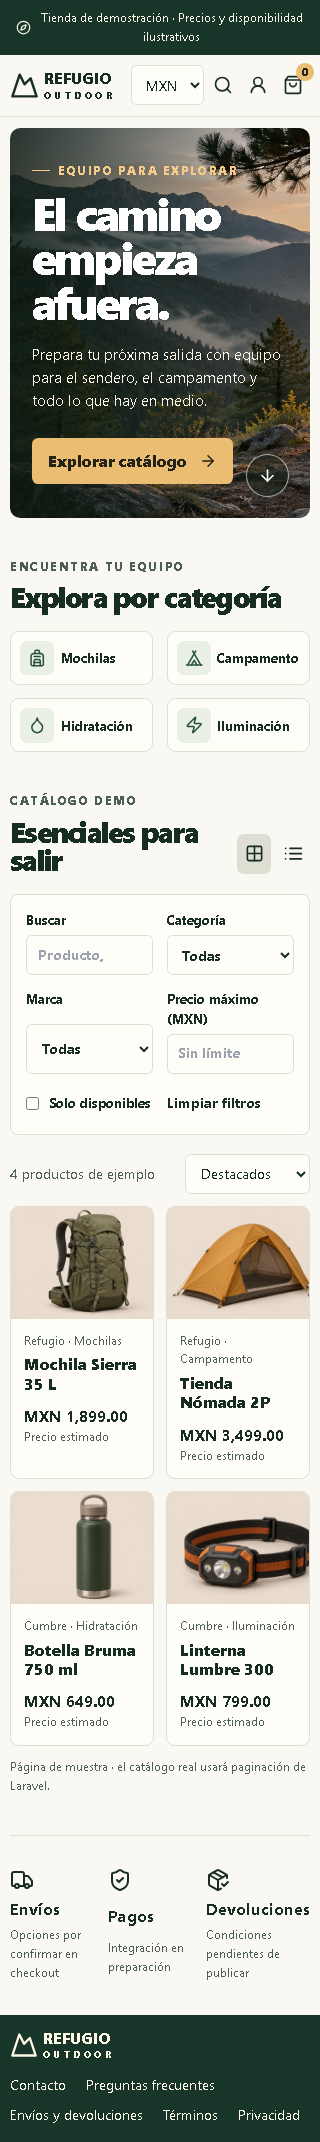 Tienda de demostración · Precios y disponibilidad
ilustrativos
REFUGIO
OUTDOOR
MXN
0
EQUIPO PARA EXPLORAR
El camino
empieza
afuera.
Prepara tu próxima salida con equipo
para el sendero, el campamento y
todo lo que hay en medio.
Explorar catálogo
ENCUENTRA TU EQUIPO
Explora por categoría
Mochilas
Campamento
Hidratación
Iluminación
CATÁLOGO DEMO
Esenciales para
salir
Buscar
Categoría
Producto,
Todas
Marca
Precio máximo
(MXN)
Todas
Sin límite
Solo disponibles
Limpiar filtros
4 productos de ejemplo
Destacados
Refugio · Mochilas
Mochila Sierra
35 L
MXN 1,899.00
Precio estimado
Refugio ·
Campamento
Tienda
Nómada 2P
MXN 3,499.00
Precio estimado
Cumbre · Hidratación
Botella Bruma
750 ml
MXN 649.00
Precio estimado
Cumbre · Iluminación
Linterna
Lumbre 300
MXN 799.00
Precio estimado
Página de muestra · el catálogo real usará paginación de
Laravel.
Envíos
Opciones por
confirmar en
checkout
Pagos
Integración en
preparación
Devoluciones
Condiciones
pendientes de
publicar
REFUGIO
OUTDOOR
Contacto
Preguntas frecuentes
Envíos y devoluciones
Términos
Privacidad